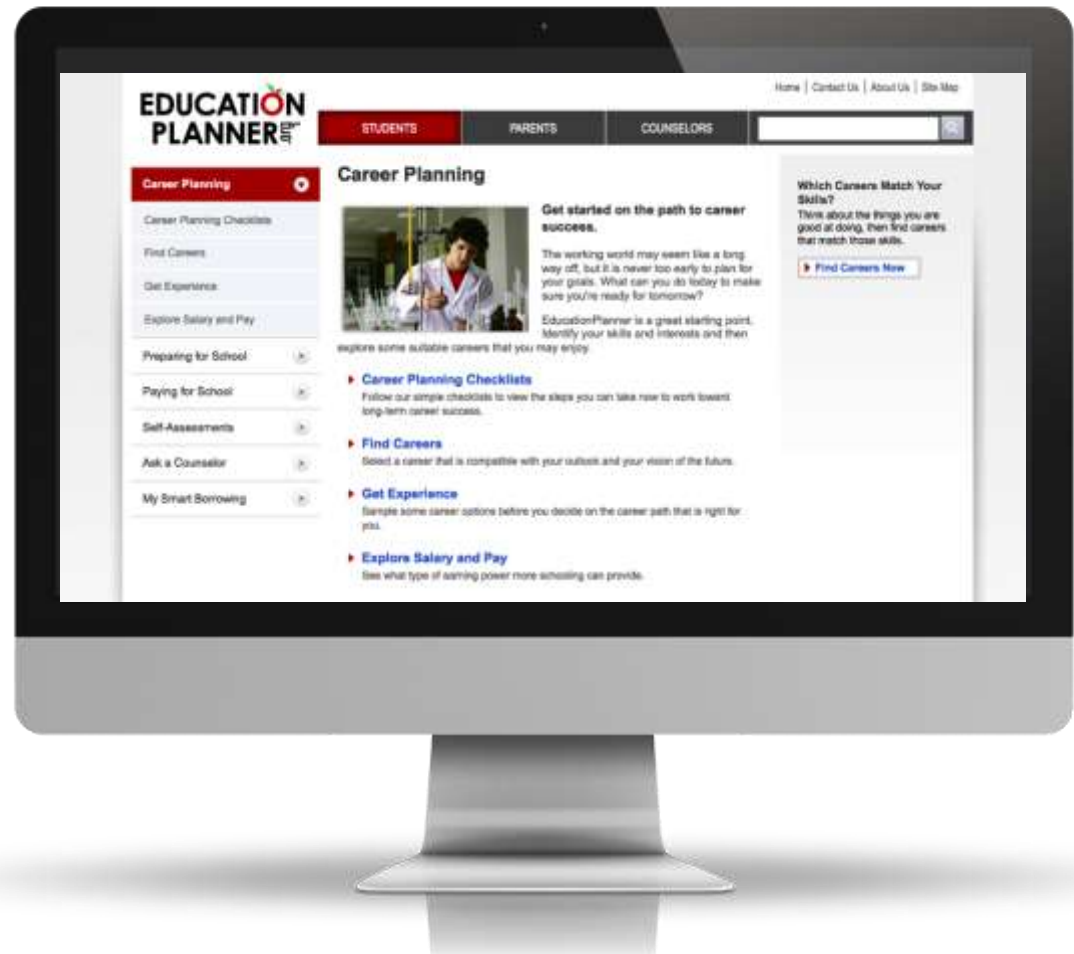 Home | Contact Us | About Us | Site Map
EDUCATION
PLANNER.org
STUDENTS PARENTS COUNSELORS
Career Planning
Career Planning Checklists
Find Careers
Get Experience
Explore Salary and Pay
Preparing for School
Paying for School
Self-Assessments
Ask a Counselor
My Smart Borrowing
Career Planning
Get started on the path to career
success.
The working world may seem like a long
way off, but it is never too early to plan for
your goals. What can you do today to make
sure you're ready for tomorrow?
EducationPlanner is a great starting point.
Identify your skills and interests and then
explore some suitable careers that you may enjoy.
Career Planning Checklists
Follow our simple checklists to view the steps you can take now to work toward
long-term career success.
Find Careers
Select a career that is compatible with your outlook and your vision of the future.
Get Experience
Sample some career options before you decide on the career path that is right for
you.
Explore Salary and Pay
See what type of earning power more schooling can provide.
Which Careers Match Your
Skills?
Think about the things you are
good at doing, then find careers
that match those skills.
Find Careers Now